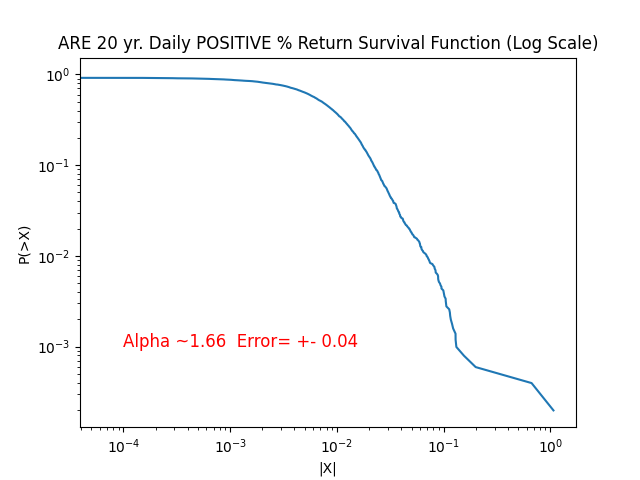 ARE 20 yr. Daily POSITIVE % Return Survival Function (Log Scale)
10⁰
10⁻¹
P(>X)
10⁻²
Alpha ~1.66  Error= +- 0.04
10⁻³
10⁻⁴ 10⁻³ 10⁻² 10⁻¹ 10⁰
|X|